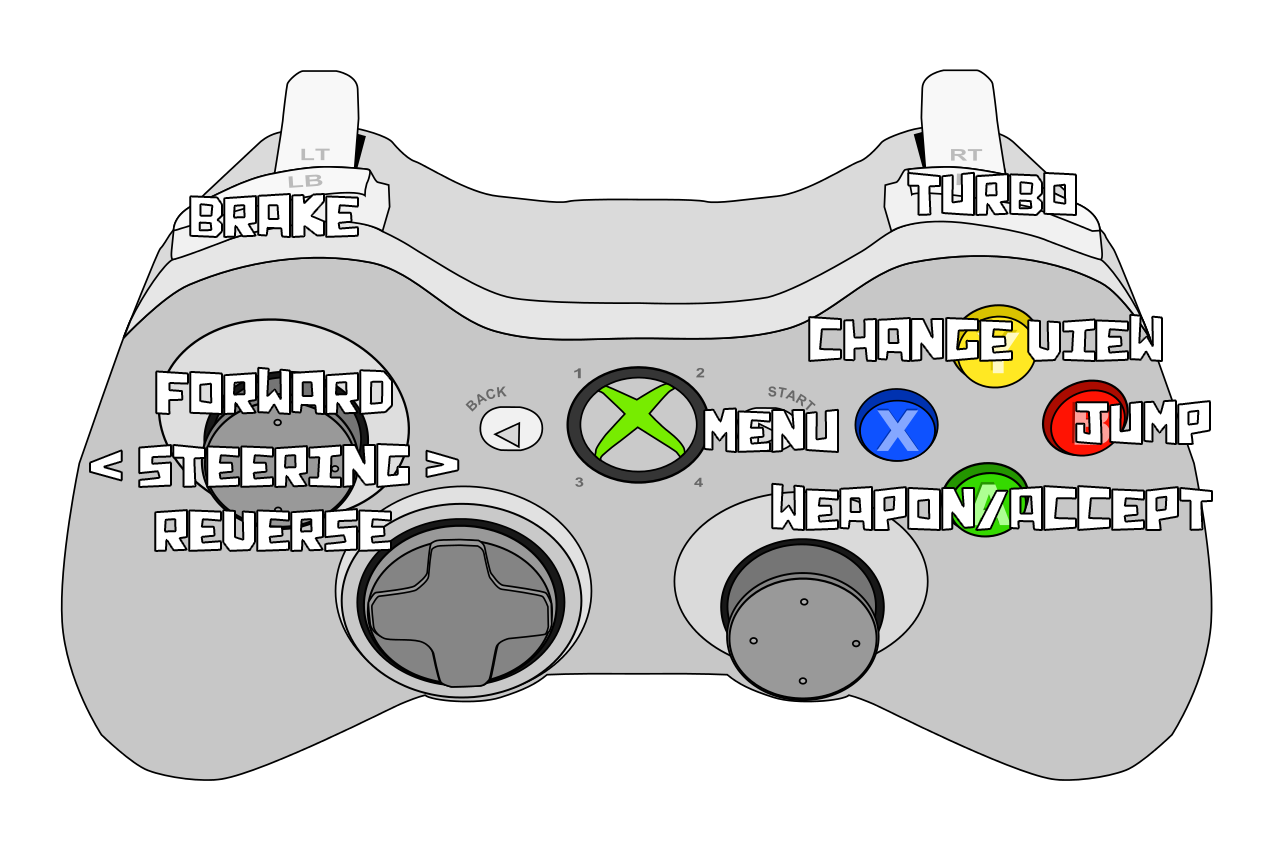 LT
RT
LB
BRAKE
TURBO
CHANGE VIEW
Y
1
2
FORWARD
BACK
START
MENU
X
JUMP
< STEERING >
3
4
WEAPON/ACCEPT
A
REVERSE